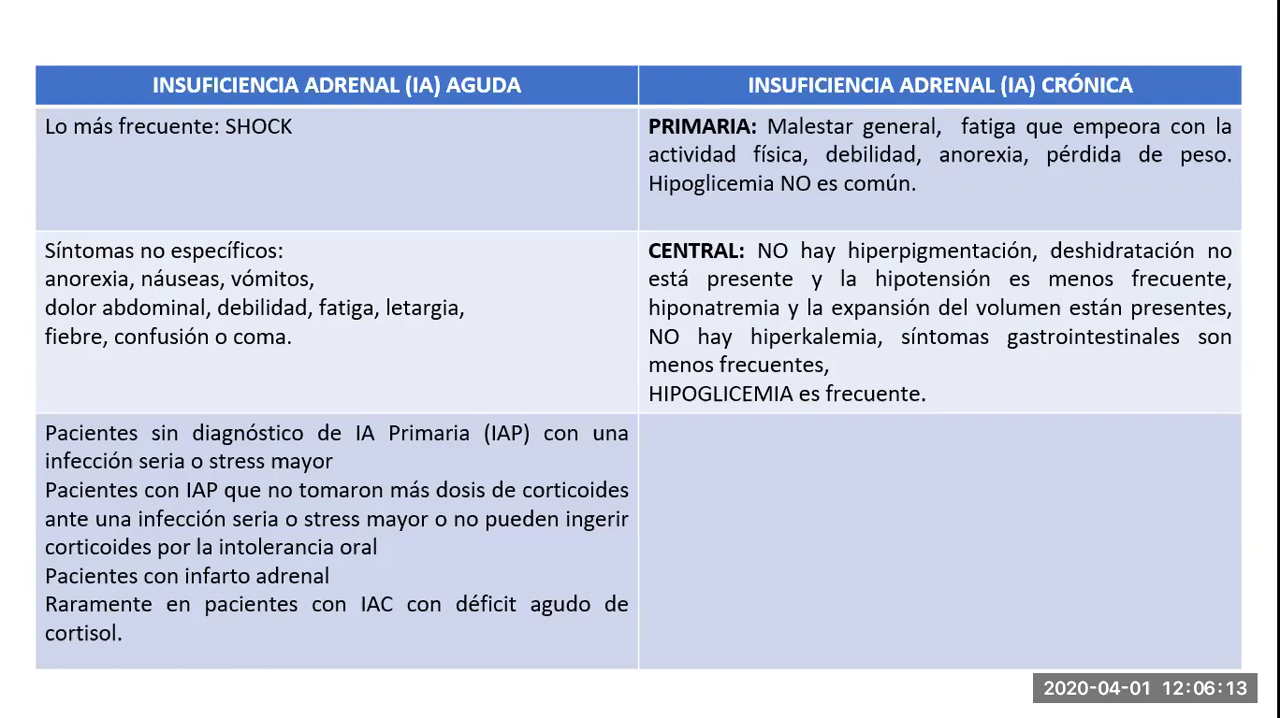 INSUFICIENCIA ADRENAL (IA) AGUDA
INSUFICIENCIA ADRENAL (IA) CRÓNICA
Lo más frecuente: SHOCK
PRIMARIA: Malestar general, fatiga que empeora con la
actividad física, debilidad, anorexia, pérdida de peso.
Hipoglicemia NO es común.
Síntomas no específicos:
anorexia, náuseas, vómitos,
dolor abdominal, debilidad, fatiga, letargia,
fiebre, confusión o coma.
CENTRAL: NO hay hiperpigmentación, deshidratación no
está presente y la hipotensión es menos frecuente,
hiponatremia y la expansión del volumen están presentes,
NO hay hiperkalemia, síntomas gastrointestinales son
menos frecuentes,
HIPOGLICEMIA es frecuente.
Pacientes sin diagnóstico de IA Primaria (IAP) con una
infección seria o stress mayor
Pacientes con IAP que no tomaron más dosis de corticoides
ante una infección seria o stress mayor o no pueden ingerir
corticoides por la intolerancia oral
Pacientes con infarto adrenal
Raramente en pacientes con IAC con déficit agudo de
cortisol.
2020-04-01 12:06:13